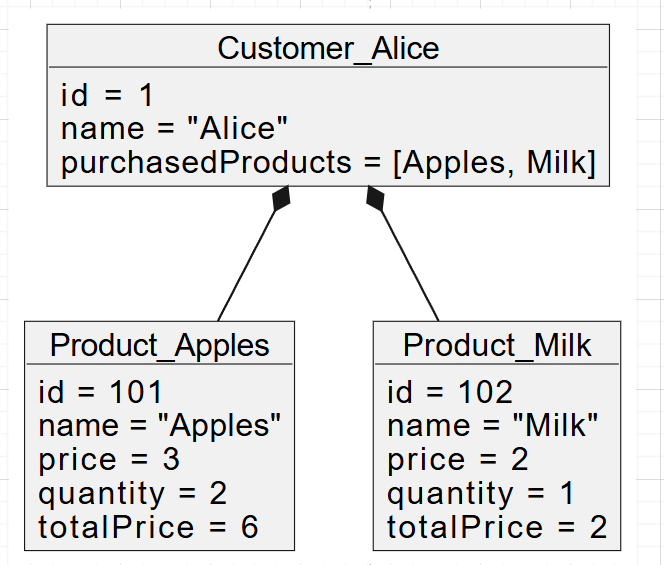 Customer_Alice
id = 1
name = "Alice"
purchasedProducts = [Apples, Milk]
Product_Apples
id = 101
name = "Apples"
price = 3
quantity = 2
totalPrice = 6
Product_Milk
id = 102
name = "Milk"
price = 2
quantity = 1
totalPrice = 2